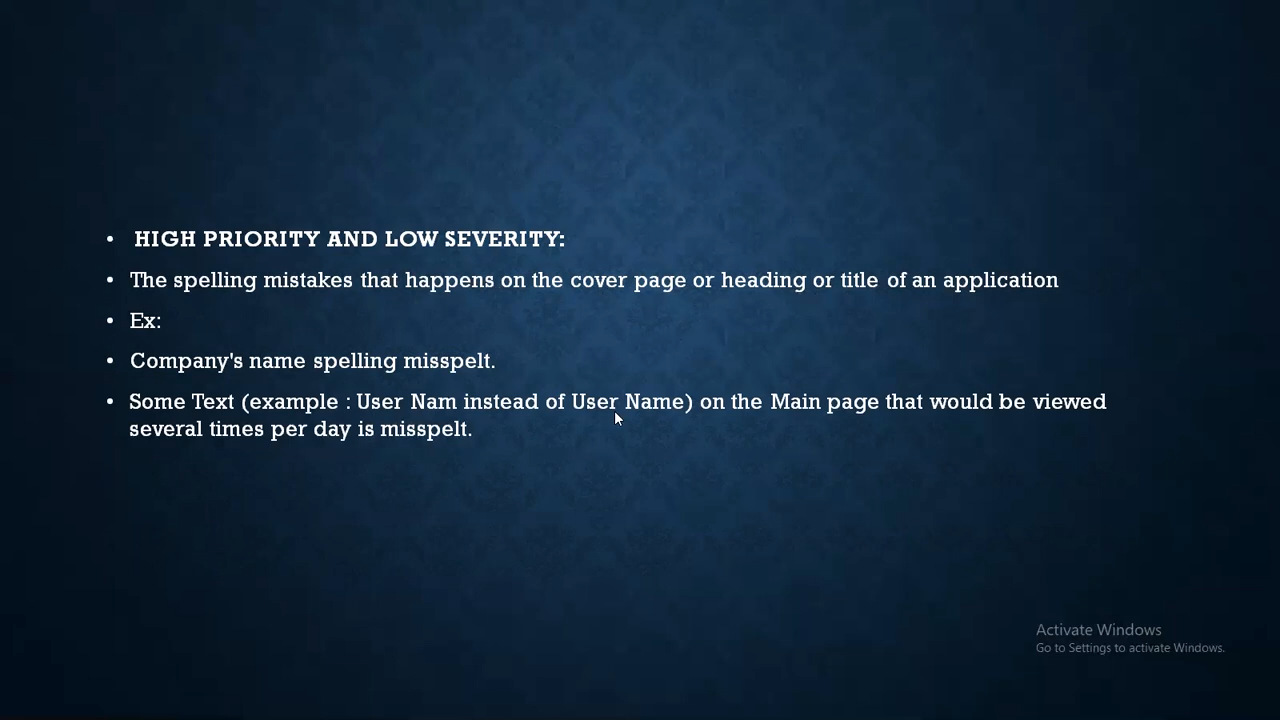 • HIGH PRIORITY AND LOW SEVERITY:
• The spelling mistakes that happens on the cover page or heading or title of an application
• Ex:
• Company's name spelling misspelt.
• Some Text (example : User Nam instead of User Name) on the Main page that would be viewed
several times per day is misspelt.
Activate Windows
Go to Settings to activate Windows.